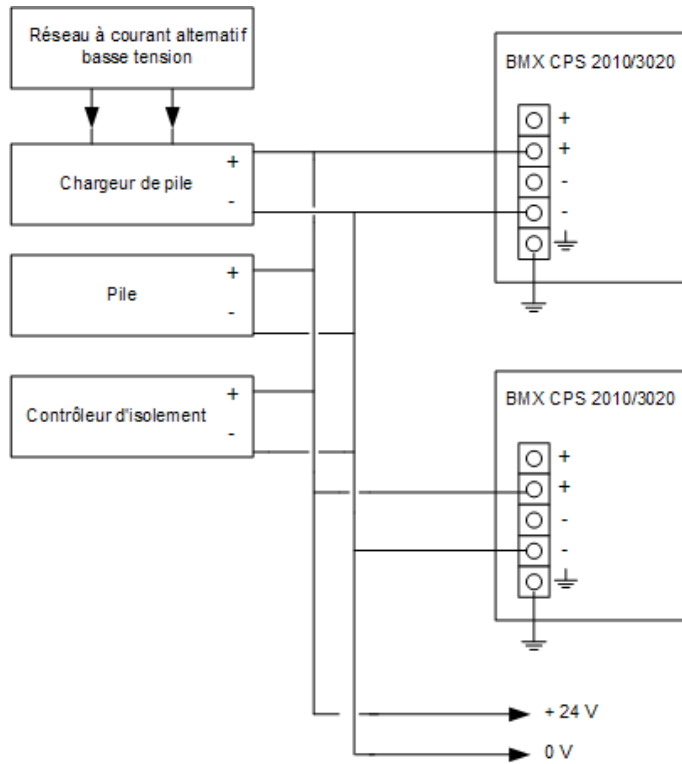 Réseau à courant alternatif
basse tension
Chargeur de pile
+
-
Pile
+
-
Contrôleur d'isolement
+
-
BMX CPS 2010/3020
+
+
-
-
BMX CPS 2010/3020
+
+
-
-
+ 24 V
0 V